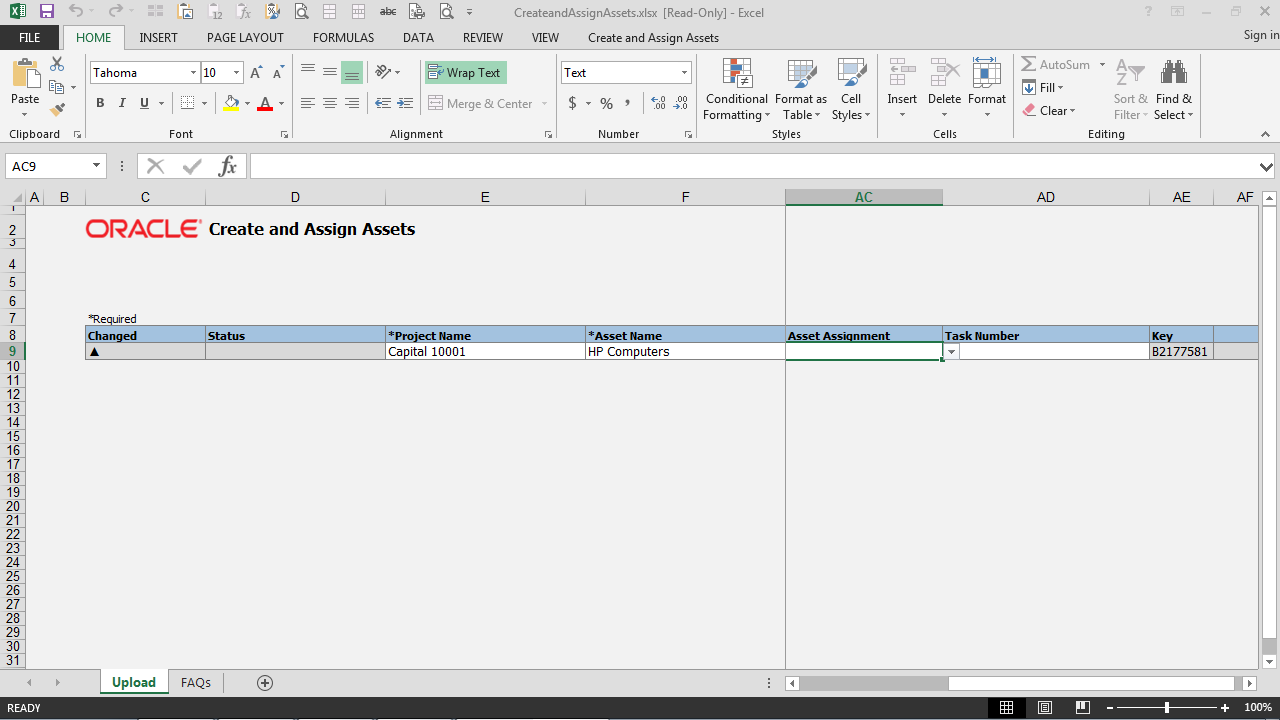 CreateandAssignAssets.xlsx [Read-Only] - Excel
FILE HOME INSERT PAGE LAYOUT FORMULAS DATA REVIEW VIEW Create and Assign Assets Sign in
Tahoma 10 Wrap Text Text AutoSum
Paste Conditional Format as Cell Insert Delete Format Fill Sort & Find &
B I U Merge & Center $ % , Formatting Table Styles Clear Filter Select
Clipboard Font Alignment Number Styles Cells Editing
AC9 fx
A B C D E F AC AD AE AF
1
2 ORACLE Create and Assign Assets
3
4
5
6
7 *Required
8 Changed Status *Project Name *Asset Name Asset Assignment Task Number Key
9 ▲ Capital 10001 HP Computers B2177581
10
11
12
13
14
15
16
17
18
19
20
21
22
23
24
25
26
27
28
29
30
31
Upload FAQs
READY 100%